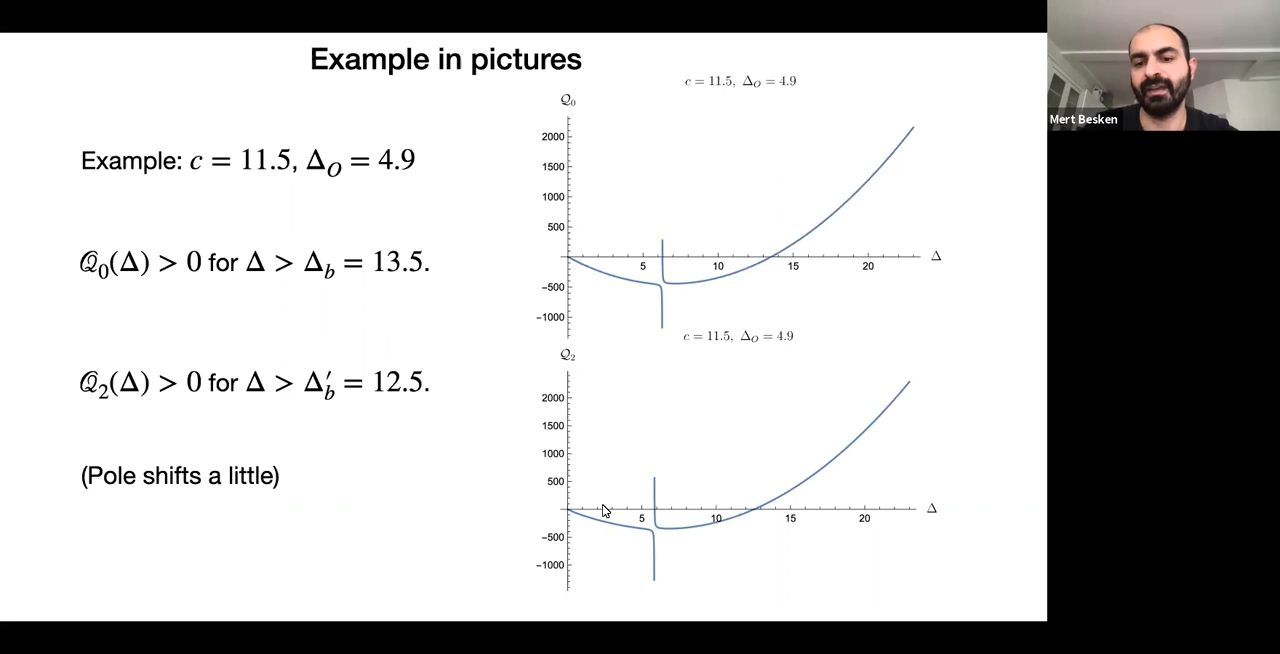 Example in pictures
Example: c = 11.5, Δ_O = 4.9
𝒬_0(Δ) > 0 for Δ > Δ_b = 13.5.
𝒬_2(Δ) > 0 for Δ > Δ′_b = 12.5.
(Pole shifts a little)
c = 11.5, Δ_O = 4.9
𝒬_0
2000
1500
1000
500
−500
−1000
5 10 15 20 Δ
c = 11.5, Δ_O = 4.9
𝒬_2
2000
1500
1000
500
−500
−1000
5 10 15 20 Δ
Mert Besken